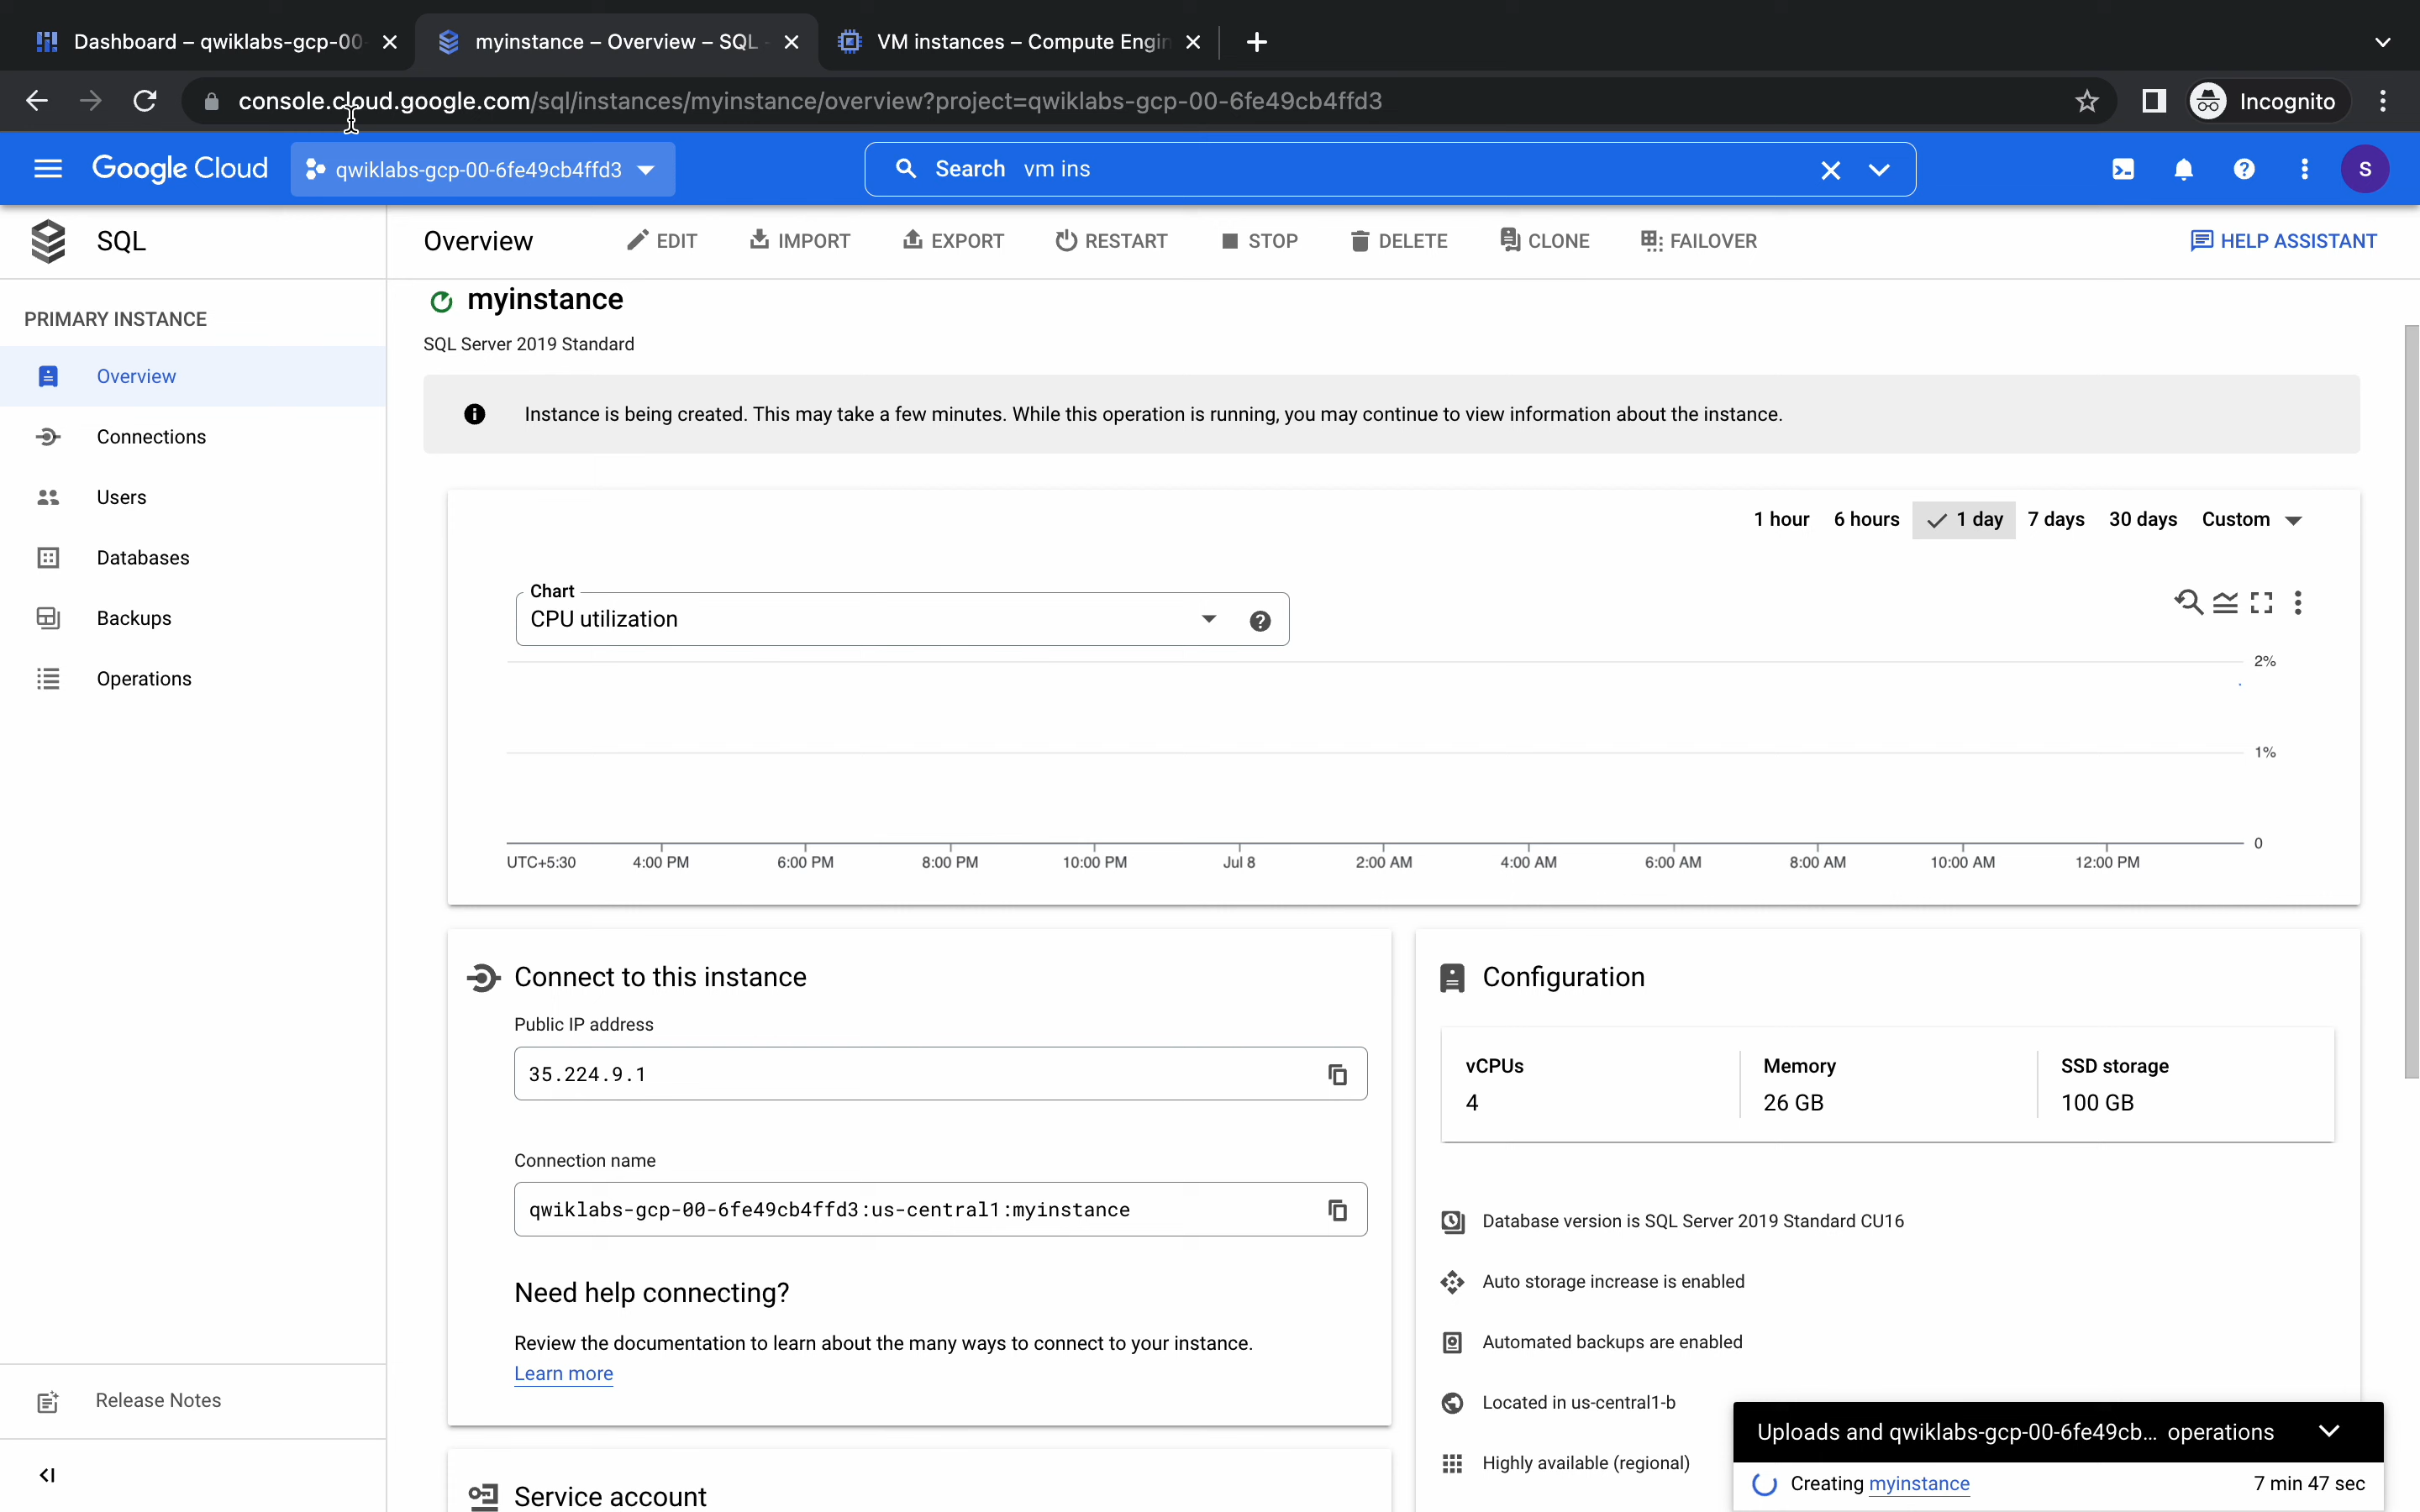 Dashboard – qwiklabs-gcp-00-
myinstance – Overview – SQL -
VM instances – Compute Engin
console.cloud.google.com/sql/instances/myinstance/overview?project=qwiklabs-gcp-00-6fe49cb4ffd3
Incognito
Google Cloud
qwiklabs-gcp-00-6fe49cb4ffd3
Search vm ins
S
SQL
Overview
EDIT
IMPORT
EXPORT
RESTART
STOP
DELETE
CLONE
FAILOVER
HELP ASSISTANT
PRIMARY INSTANCE
Overview
Connections
Users
Databases
Backups
Operations
Release Notes
myinstance
SQL Server 2019 Standard
Instance is being created. This may take a few minutes. While this operation is running, you may continue to view information about the instance.
1 hour 6 hours 1 day 7 days 30 days Custom
Chart
CPU utilization
2%
1%
0
UTC+5:30 4:00 PM 6:00 PM 8:00 PM 10:00 PM Jul 8 2:00 AM 4:00 AM 6:00 AM 8:00 AM 10:00 AM 12:00 PM
Connect to this instance
Public IP address
35.224.9.1
Connection name
qwiklabs-gcp-00-6fe49cb4ffd3:us-central1:myinstance
Need help connecting?
Review the documentation to learn about the many ways to connect to your instance.
Learn more
Service account
Configuration
vCPUs
4
Memory
26 GB
SSD storage
100 GB
Database version is SQL Server 2019 Standard CU16
Auto storage increase is enabled
Automated backups are enabled
Located in us-central1-b
Highly available (regional)
Uploads and qwiklabs-gcp-00-6fe49cb... operations
Creating myinstance 7 min 47 sec